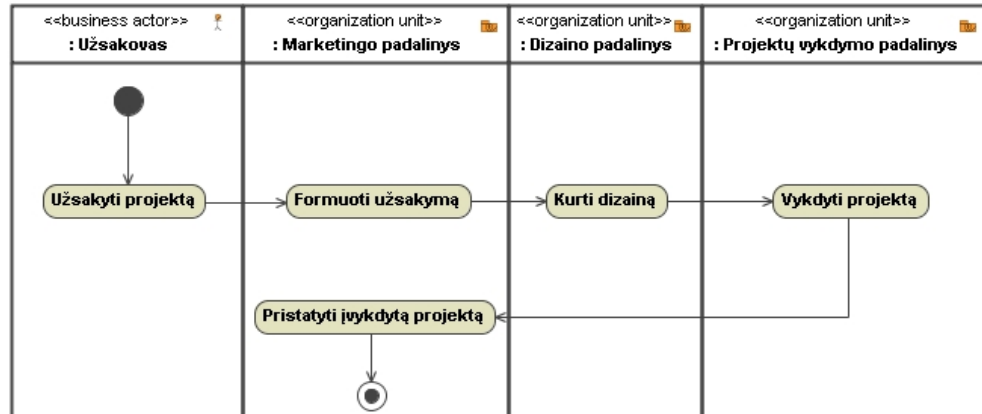 <<business actor>>
: Užsakovas
<<organization unit>>
: Marketingo padalinys
<<organization unit>>
: Dizaino padalinys
<<organization unit>>
: Projektų vykdymo padalinys
Užsakyti projektą
Formuoti užsakymą
Kurti dizainą
Vykdyti projektą
Pristatyti įvykdytą projektą